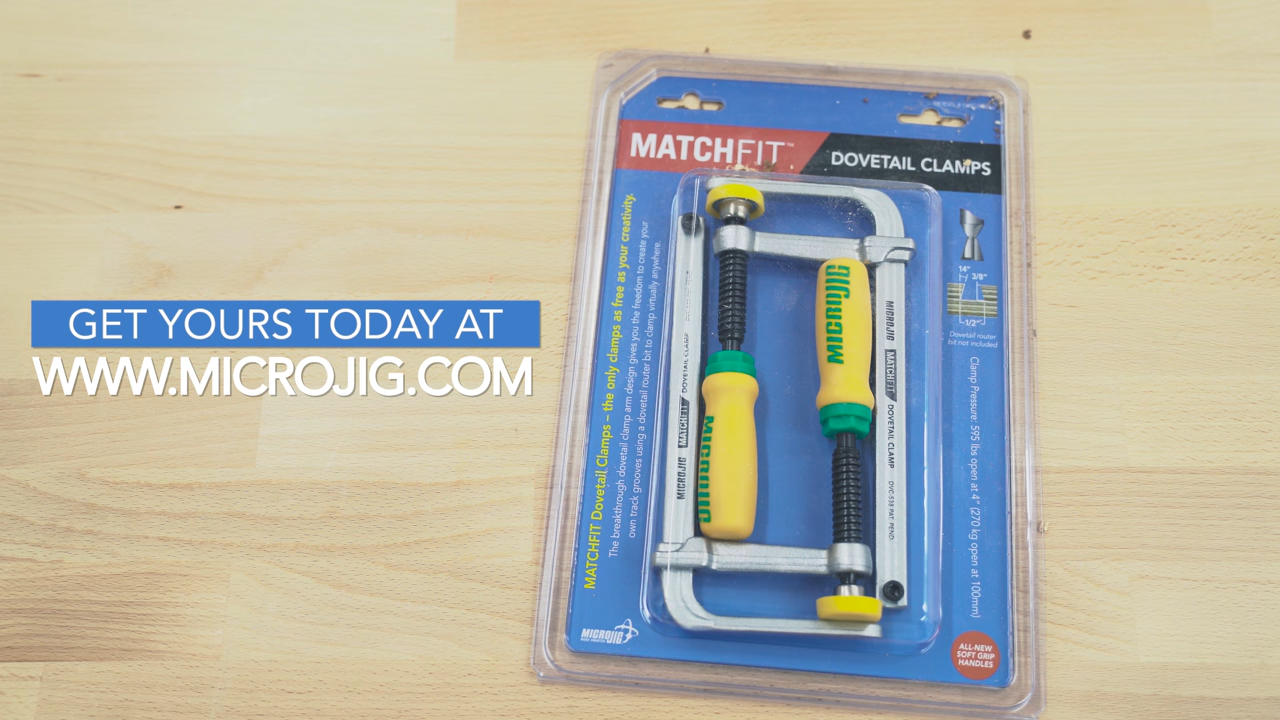 GET YOURS TODAY AT
WWW.MICROJIG.COM
MATCHFIT™
DOVETAIL CLAMPS
MATCHFIT Dovetail Clamps – the only clamps as free as your creativity.
The breakthrough dovetail clamp arm design gives you the freedom to create your
own track grooves using a dovetail router bit to clamp virtually anywhere.
MICROJIG MATCHFIT DOVETAIL CLAMP
MICROJIG
MICROJIG
MICROJIG MATCHFIT DOVETAIL CLAMP DVC-538 PAT. PEND.
14° 3/8"
1/2"
Dovetail router
bit not included
Clamp Pressure: 595 lbs open at 4" (270 kg open at 100mm)
MICROJIG
ALL-NEW
SOFT GRIP
HANDLES